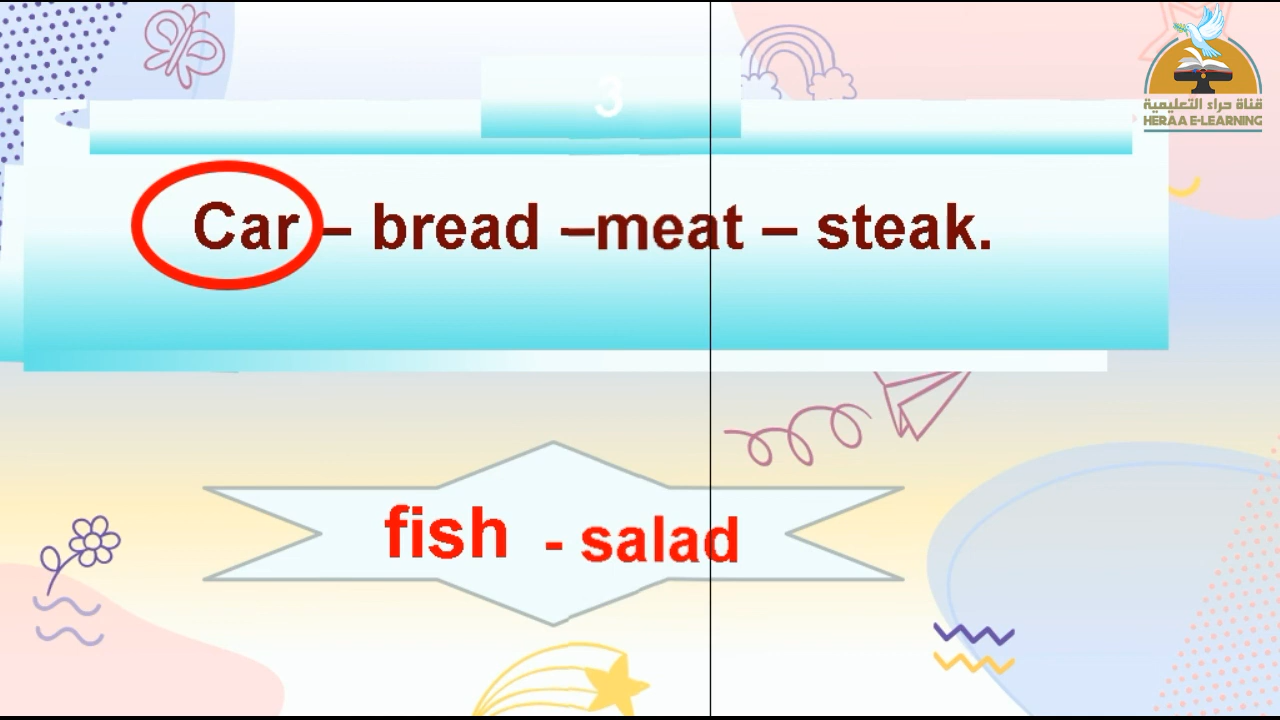 3
قناة حراء التعليمية
HERAA E-LEARNING
Car – bread –meat – steak.
fish - salad